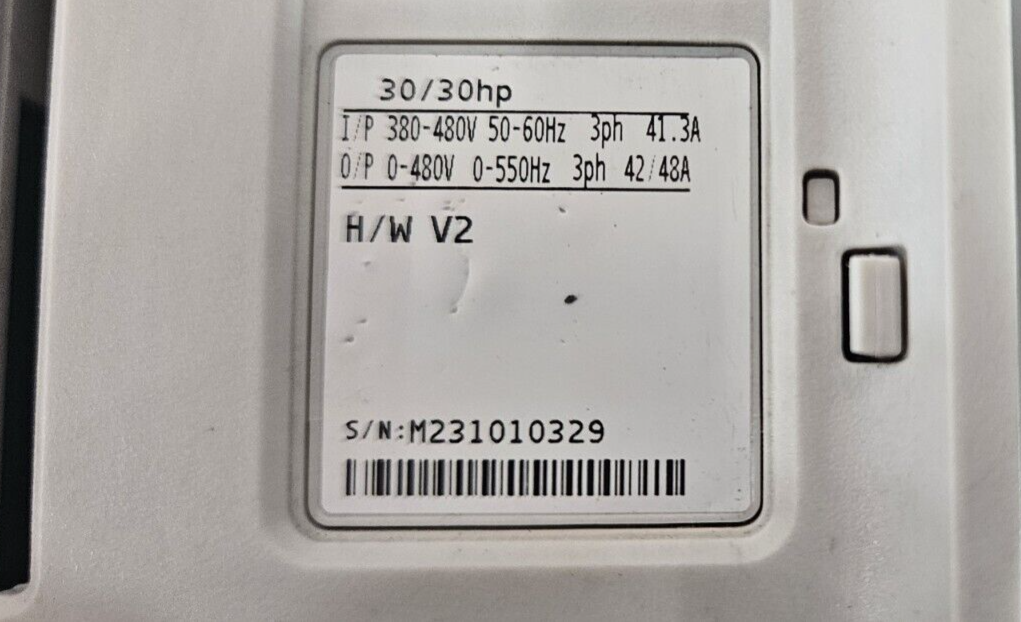 30/30hp
I/P 380-480V 50-60Hz 3ph 41.3A
O/P 0-480V 0-550Hz 3ph 42/48A
H/W V2
S/N:M231010329